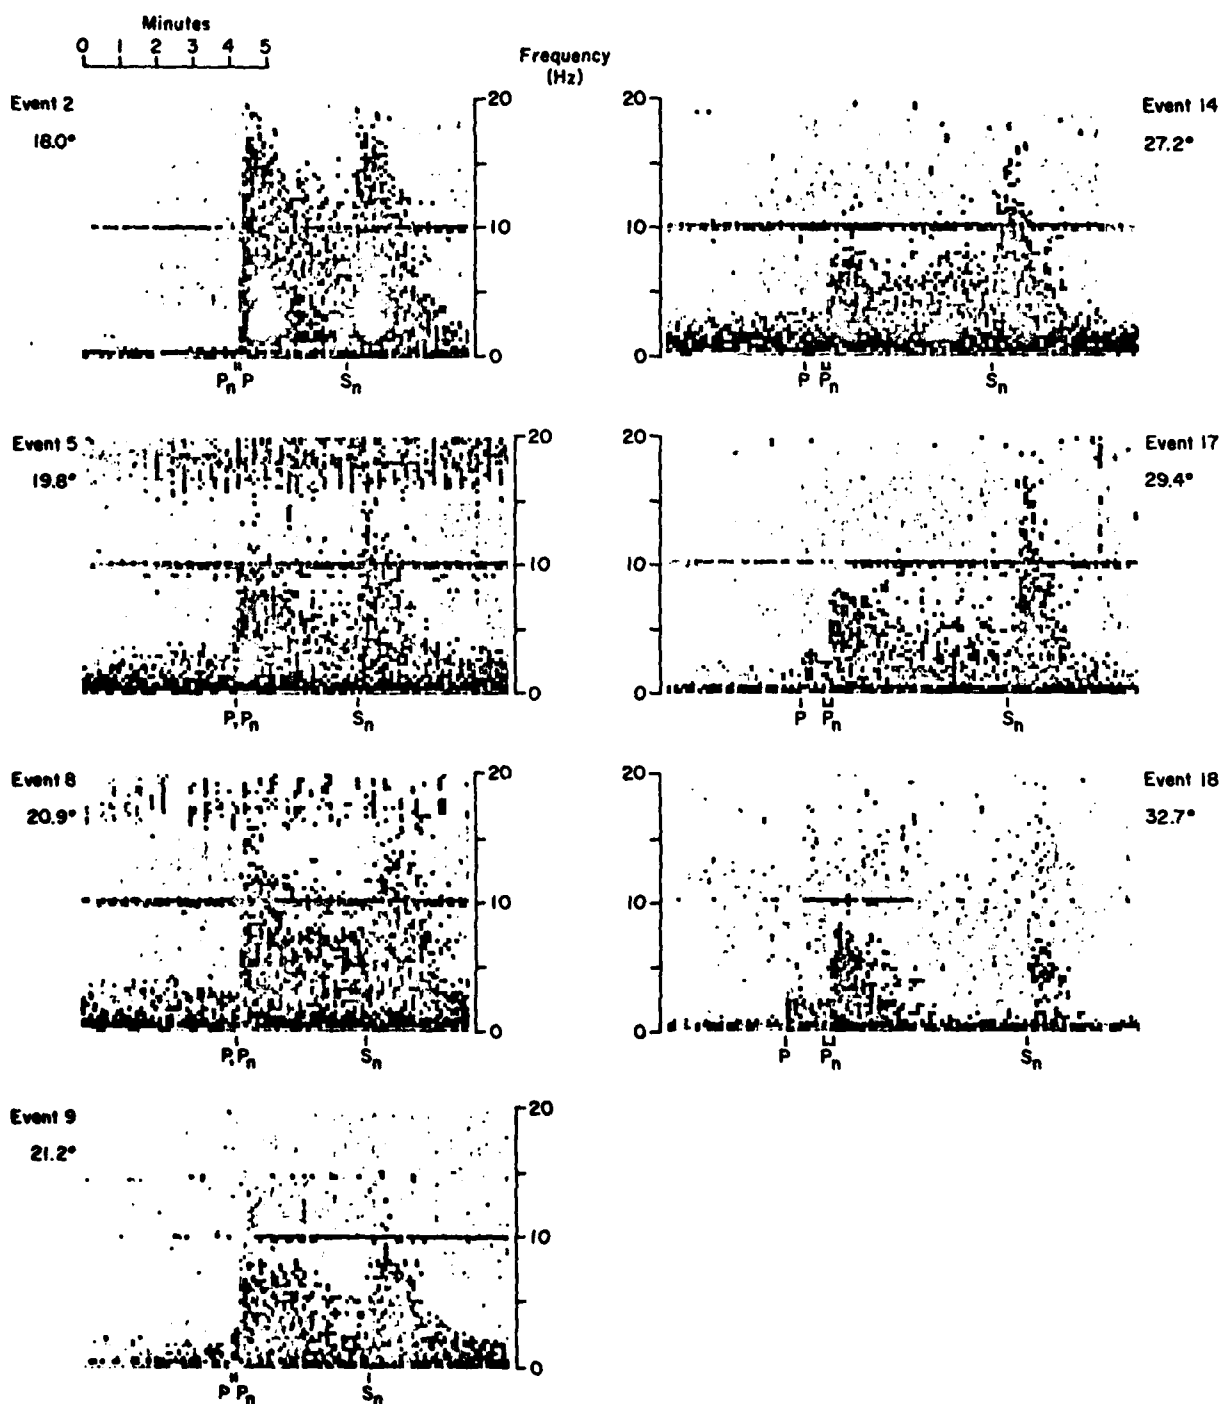 Minutes
0 1 2 3 4 5
Frequency
(Hz)
Event 2
18.0°
20
10
0
Pn P
Sn
Event 14
27.2°
20
10
0
P Pn
Sn
Event 5
19.8°
20
10
0
P, Pn
Sn
Event 17
29.4°
20
10
0
P Pn
Sn
Event 8
20.9°
20
10
0
P, Pn
Sn
Event 18
32.7°
20
10
0
P Pn
Sn
Event 9
21.2°
20
10
0
P Pn
Sn